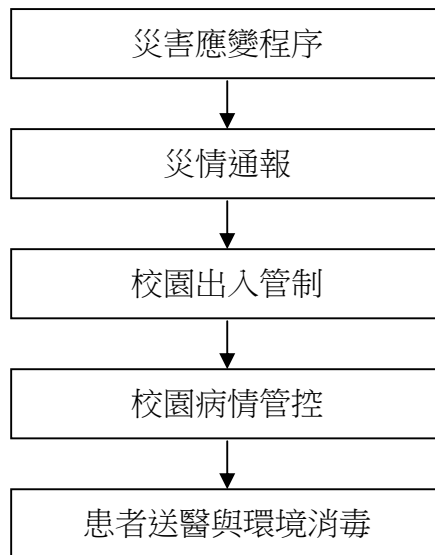 災害應變程序
災情通報
校園出入管制
校園病情管控
患者送醫與環境消毒